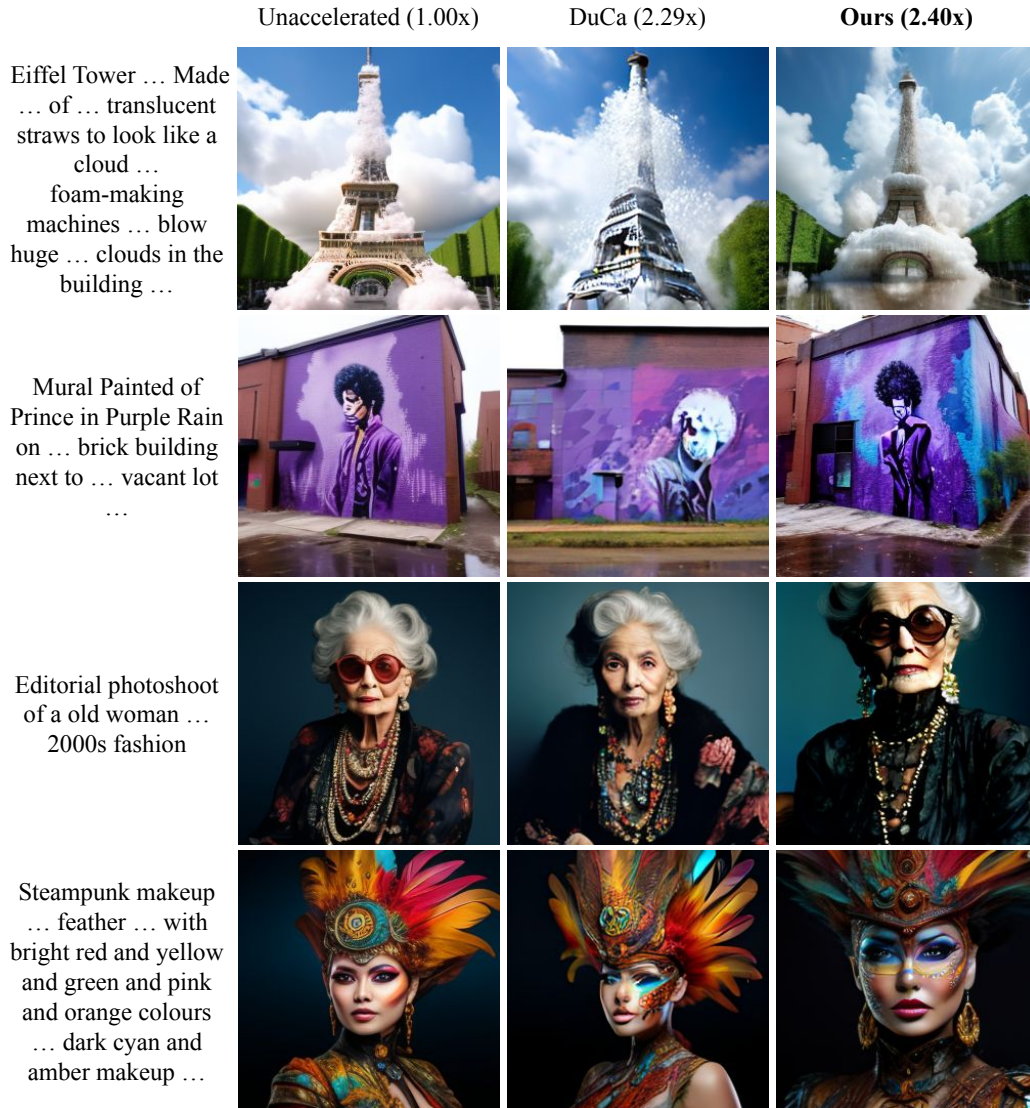 Unaccelerated (1.00x)
DuCa (2.29x)
Ours (2.40x)
Eiffel Tower … Made
… of … translucent
straws to look like a
cloud …
foam-making
machines … blow
huge … clouds in the
building …
Mural Painted of
Prince in Purple Rain
on … brick building
next to … vacant lot
…
Editorial photoshoot
of a old woman …
2000s fashion
Steampunk makeup
… feather … with
bright red and yellow
and green and pink
and orange colours
… dark cyan and
amber makeup …